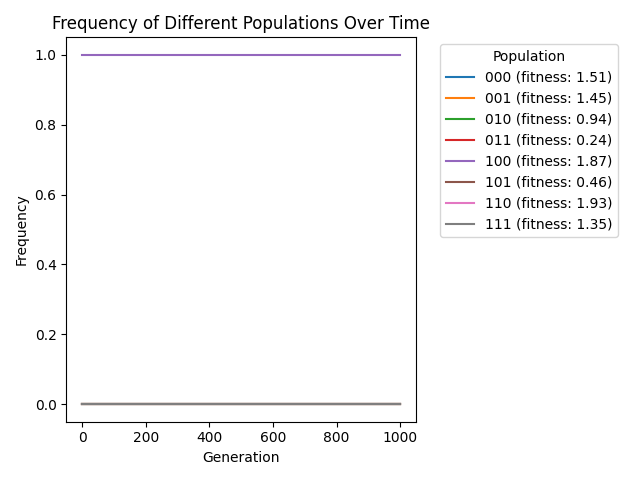 Frequency of Different Populations Over Time
Population
000 (fitness: 1.51)
001 (fitness: 1.45)
010 (fitness: 0.94)
011 (fitness: 0.24)
100 (fitness: 1.87)
101 (fitness: 0.46)
110 (fitness: 1.93)
111 (fitness: 1.35)
Frequency
1.0
0.8
0.6
0.4
0.2
0.0
0 200 400 600 800 1000
Generation